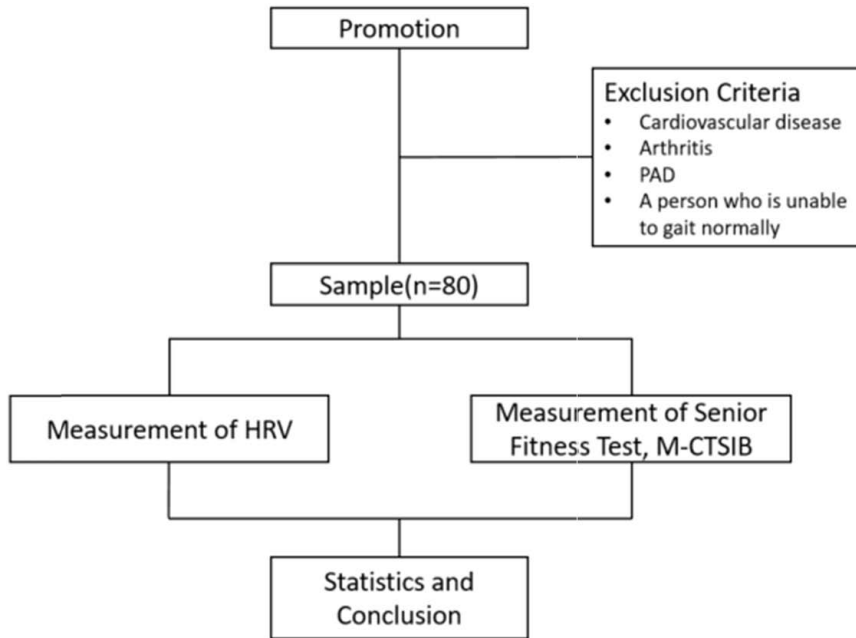 Promotion
Exclusion Criteria
• Cardiovascular disease
• Arthritis
• PAD
• A person who is unable
to gait normally
Sample(n=80)
Measurement of HRV
Measurement of Senior
Fitness Test, M-CTSIB
Statistics and
Conclusion